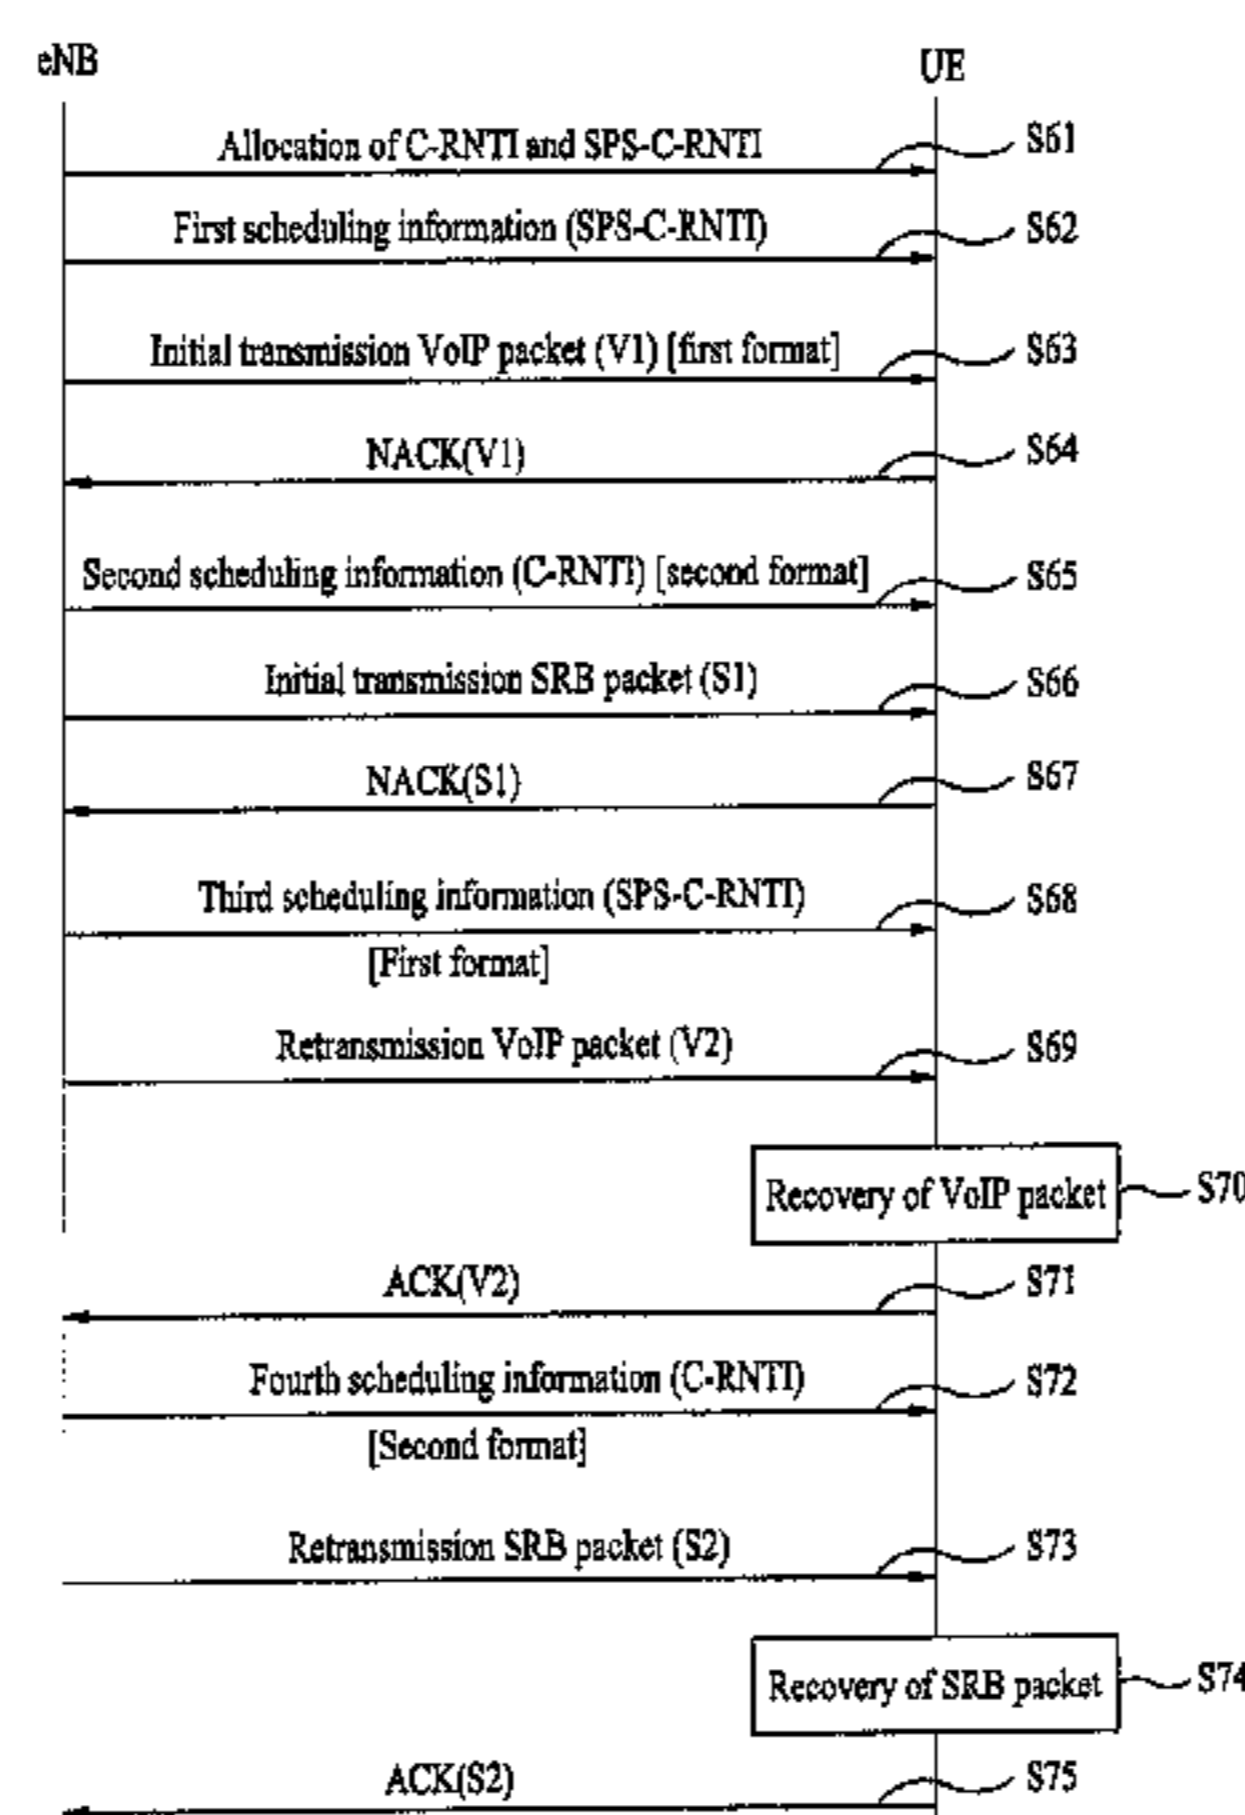 eNB
UE
Allocation of C-RNTI and SPS-C-RNTI
S61
First scheduling information (SPS-C-RNTI)
S62
Initial transmission VoIP packet (V1) [first format]
S63
NACK(V1)
S64
Second scheduling information (C-RNTI) [second format]
S65
Initial transmission SRB packet (S1)
S66
NACK(S1)
S67
Third scheduling information (SPS-C-RNTI)
S68
[First format]
Retransmission VoIP packet (V2)
S69
Recovery of VoIP packet
S70
ACK(V2)
S71
Fourth scheduling information (C-RNTI)
S72
[Second format]
Retransmission SRB packet (S2)
S73
Recovery of SRB packet
S74
ACK(S2)
S75